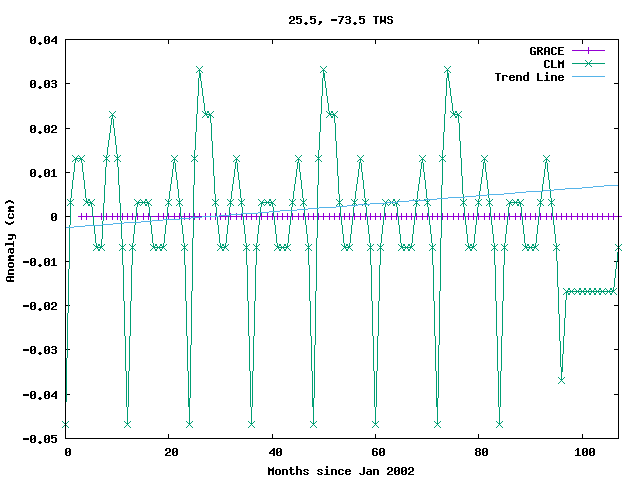 25.5, -73.5 TWS
GRACE
CLM
Trend Line
0.04
0.03
0.02
0.01
0
-0.01
-0.02
-0.03
-0.04
-0.05
Anomaly (cm)
0 20 40 60 80 100
Months since Jan 2002